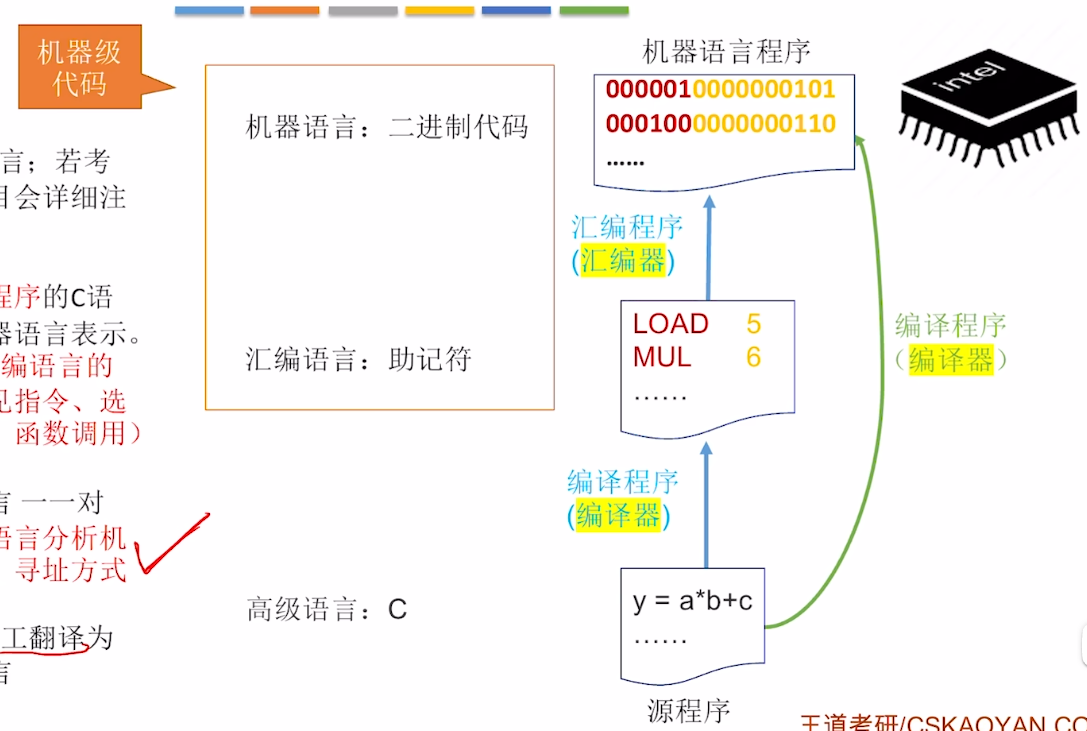 机器级
代码
言；若考
目会详细注
程序的C语
器语言表示。
编语言的
见指令、选
函数调用）
言 一一对
语言分析机
寻址方式
工翻译为
言
机器语言：二进制代码
汇编语言：助记符
高级语言：C
机器语言程序
0000010000000101
0001000000000110
……
汇编程序
(汇编器)
LOAD 5
MUL 6
……
编译程序
(编译器)
编译程序
（编译器）
y = a*b+c
……
源程序
intel
王道考研/CSKAOYAN.CO